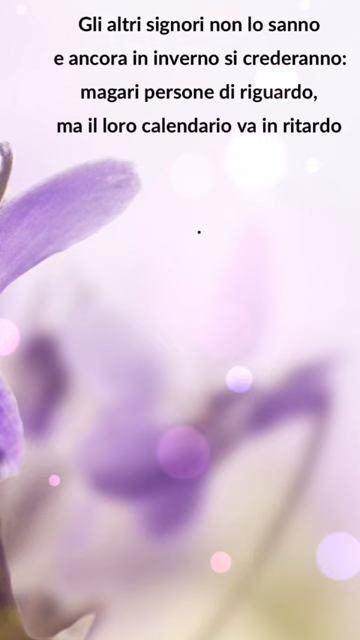 Gli altri signori non lo sanno
e ancora in inverno si crederanno:
magari persone di riguardo,
ma il loro calendario va in ritardo
.